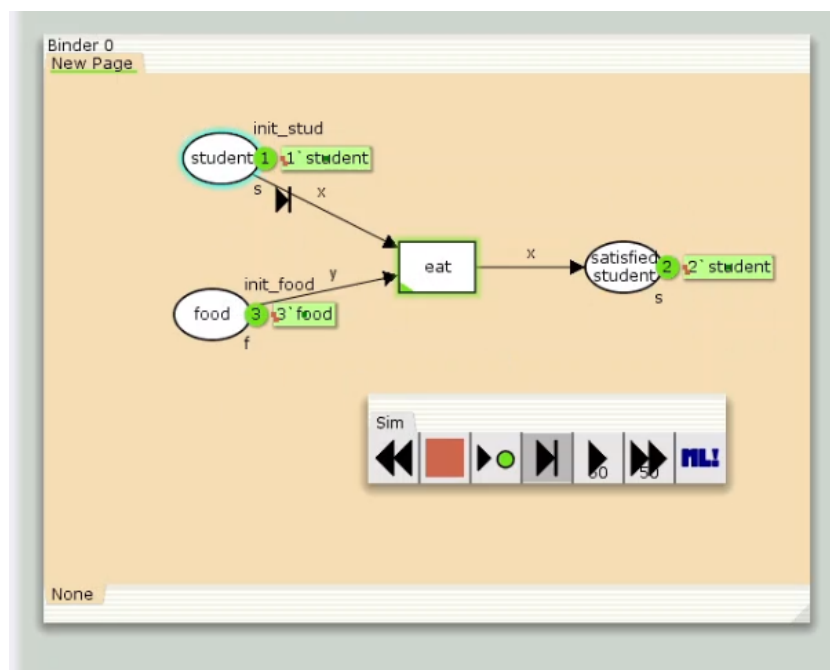 Binder 0
New Page
init_stud
student 1 1`student
s
x
eat
x
satisfied student 2 2`student
s
init_food
y
food 3 3`food
f
Sim
50
ML!
None